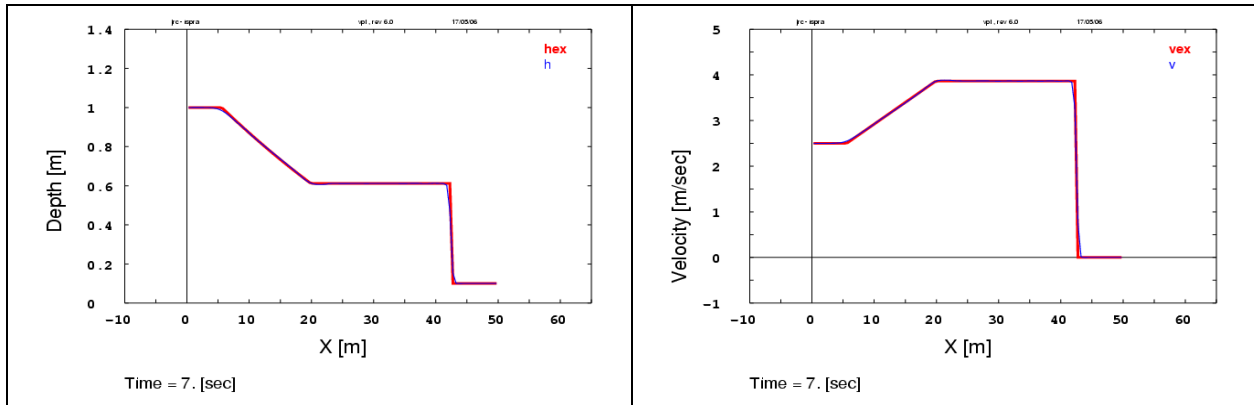 jrc - ispra vpl, rev 6.0 17/05/06
1.4
hex
h
1.2
1
0.8
0.6
0.4
0.2
0
Depth [m]
-10 0 10 20 30 40 50 60
X [m]
Time = 7. [sec]
jrc - ispra vpl, rev 6.0 17/05/06
5
vex
v
4
3
2
1
0
-1
Velocity [m/sec]
-10 0 10 20 30 40 50 60
X [m]
Time = 7. [sec]